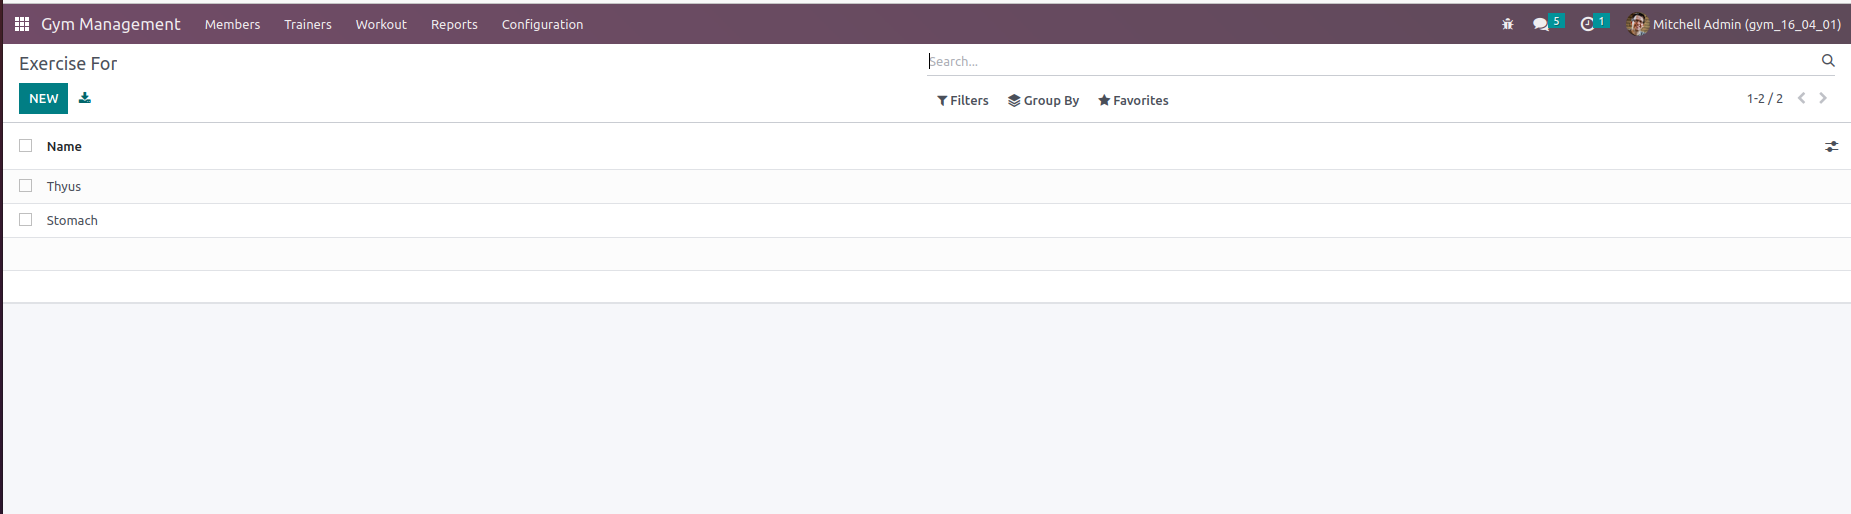 Gym Management Members Trainers Workout Reports Configuration 5 1 Mitchell Admin (gym_16_04_01)
Exercise For Search...
NEW Filters Group By Favorites 1-2 / 2
Name
Thyus
Stomach